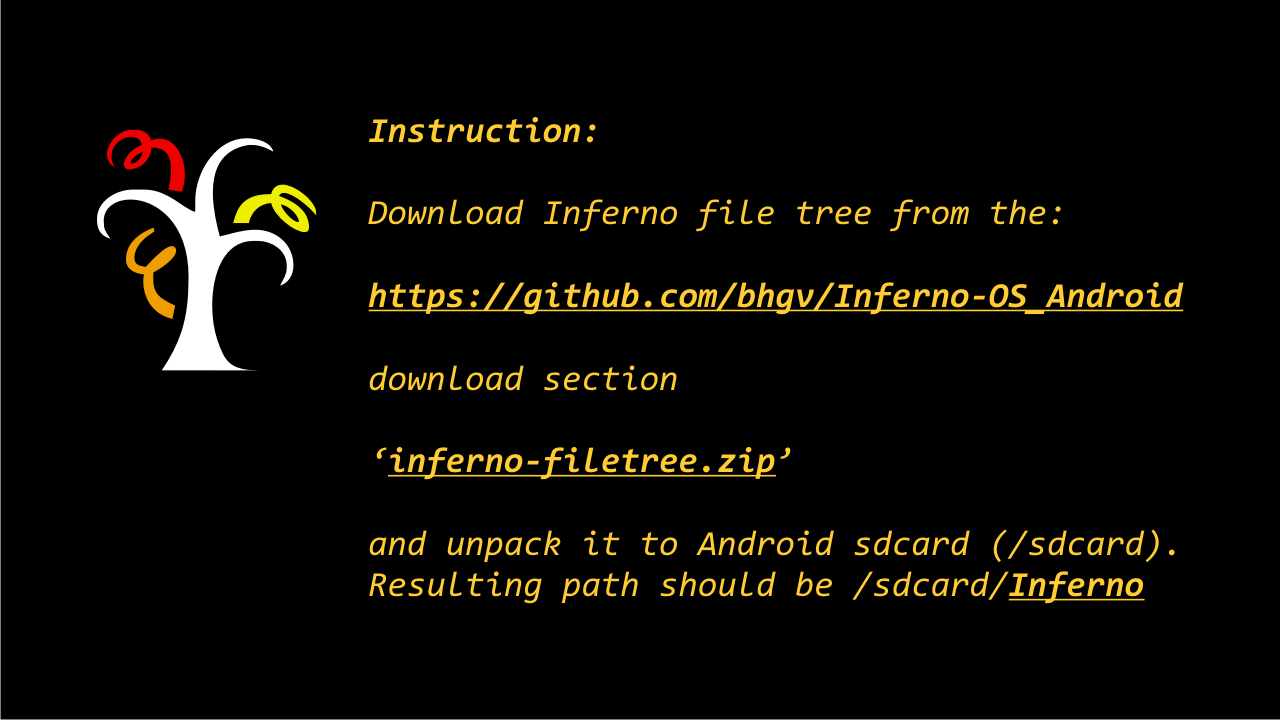 Instruction:
Download Inferno file tree from the:
https://github.com/bhgv/Inferno-OS_Android
download section
‘inferno-filetree.zip’
and unpack it to Android sdcard (/sdcard).
Resulting path should be /sdcard/Inferno